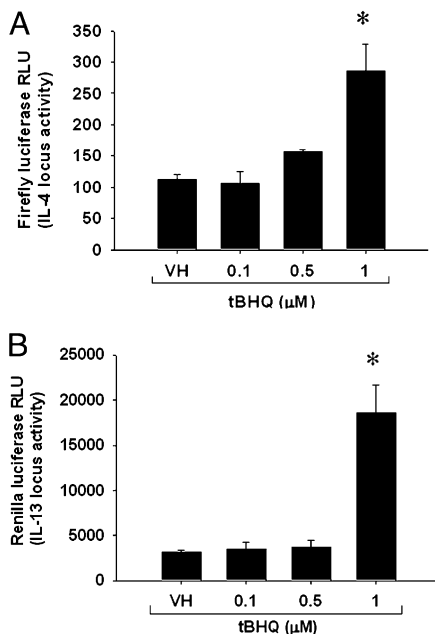 A
Firefly luciferase RLU
(IL-4 locus activity)
350
300
250
200
150
100
50
0
*
VH 0.1 0.5 1
tBHQ (µM)
B
Renilla luciferase RLU
(IL-13 locus activity)
25000
20000
15000
10000
5000
0
*
VH 0.1 0.5 1
tBHQ (µM)